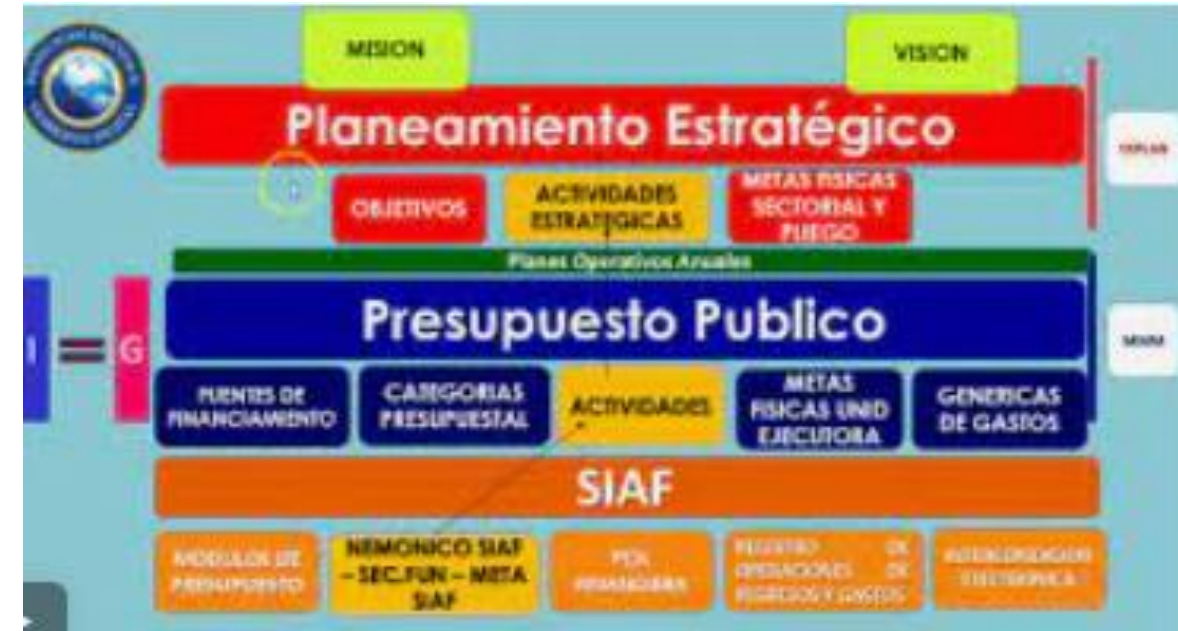 MISION
VISION
Planeamiento Estratégico
OBJETIVOS
ACTIVIDADES
ESTRATEGICAS
METAS FISICAS
SECTORIAL Y
PLIEGO
Planes Operativos Anuales
I = G
Presupuesto Publico
FUENTES DE
FINANCIAMIENTO
CATEGORIAS
PRESUPUESTAL
ACTIVIDADES
METAS
FISICAS UNID
EJECUTORA
GENERICAS
DE GASTOS
SIAF
MODULOS DE
PRESUPUESTO
NEMONICO SIAF
– SEC.FUN – META
SIAF
FINANCIERA
REGISTRO DE
OPERACIONES DE
INGRESOS Y GASTOS
ELECTRONICA